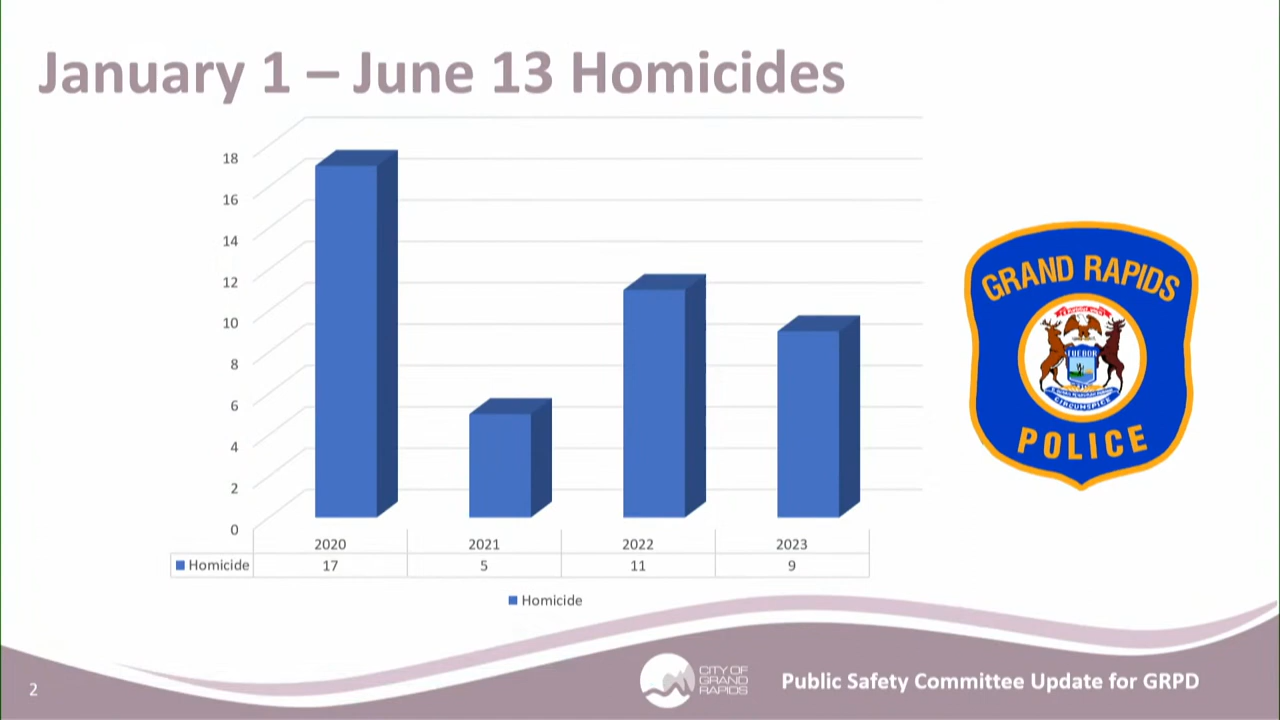 January 1 – June 13 Homicides
18
16
14
12
10
8
6
4
2
0
2020 2021 2022 2023
Homicide 17 5 11 9
Homicide
GRAND RAPIDS
TUEBOR
CIRCUMSPICE
POLICE
2
CITY OF
GRAND
RAPIDS
Public Safety Committee Update for GRPD